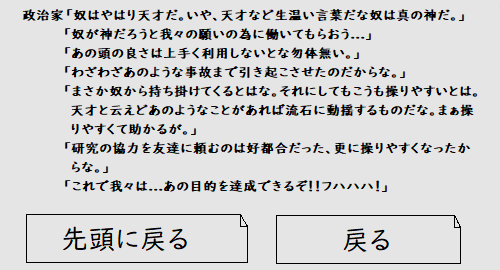 政治家「奴はやはり天才だ。いや、天才など生温い言葉だな奴は真の神だ。」
「奴が神だろうと我々の願いの為に働いてもらおう…」
「あの頭の良さは上手く利用しないとな勿体無い。」
「わざわざあのような事故まで引き起こさせたのだからな。」
「まさか奴から持ち掛けてくるとはな。それにしてもこうも操りやすいとは。
天才と云えどあのようなことがあれば流石に動揺するものだな。まぁ操
りやすくて助かるが。」
「研究の協力を友達に頼むのは好都合だった、更に操りやすくなったか
らな。」
「これで我々は…あの目的を達成できるぞ!!フハハハ!」
先頭に戻る
戻る